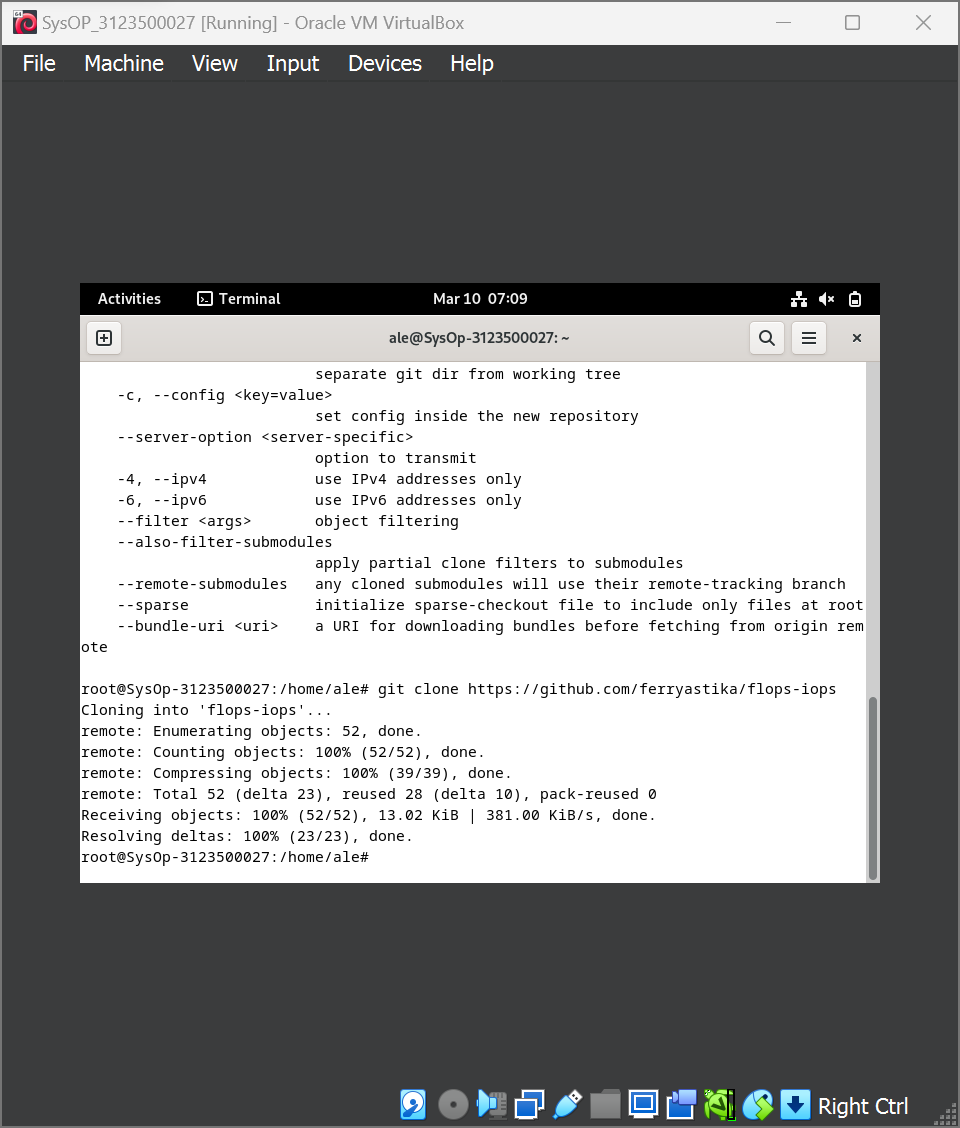 SysOP_3123500027 [Running] - Oracle VM VirtualBox
File Machine View Input Devices Help
Activities Terminal Mar 10 07:09
ale@SysOp-3123500027: ~
                          separate git dir from working tree
    -c, --config <key=value>
                          set config inside the new repository
    --server-option <server-specific>
                          option to transmit
    -4, --ipv4            use IPv4 addresses only
    -6, --ipv6            use IPv6 addresses only
    --filter <args>       object filtering
    --also-filter-submodules
                          apply partial clone filters to submodules
    --remote-submodules   any cloned submodules will use their remote-tracking branch
    --sparse              initialize sparse-checkout file to include only files at root
    --bundle-uri <uri>    a URI for downloading bundles before fetching from origin rem
ote
root@SysOp-3123500027:/home/ale# git clone https://github.com/ferryastika/flops-iops
Cloning into 'flops-iops'...
remote: Enumerating objects: 52, done.
remote: Counting objects: 100% (52/52), done.
remote: Compressing objects: 100% (39/39), done.
remote: Total 52 (delta 23), reused 28 (delta 10), pack-reused 0
Receiving objects: 100% (52/52), 13.02 KiB | 381.00 KiB/s, done.
Resolving deltas: 100% (23/23), done.
root@SysOp-3123500027:/home/ale#
Right Ctrl